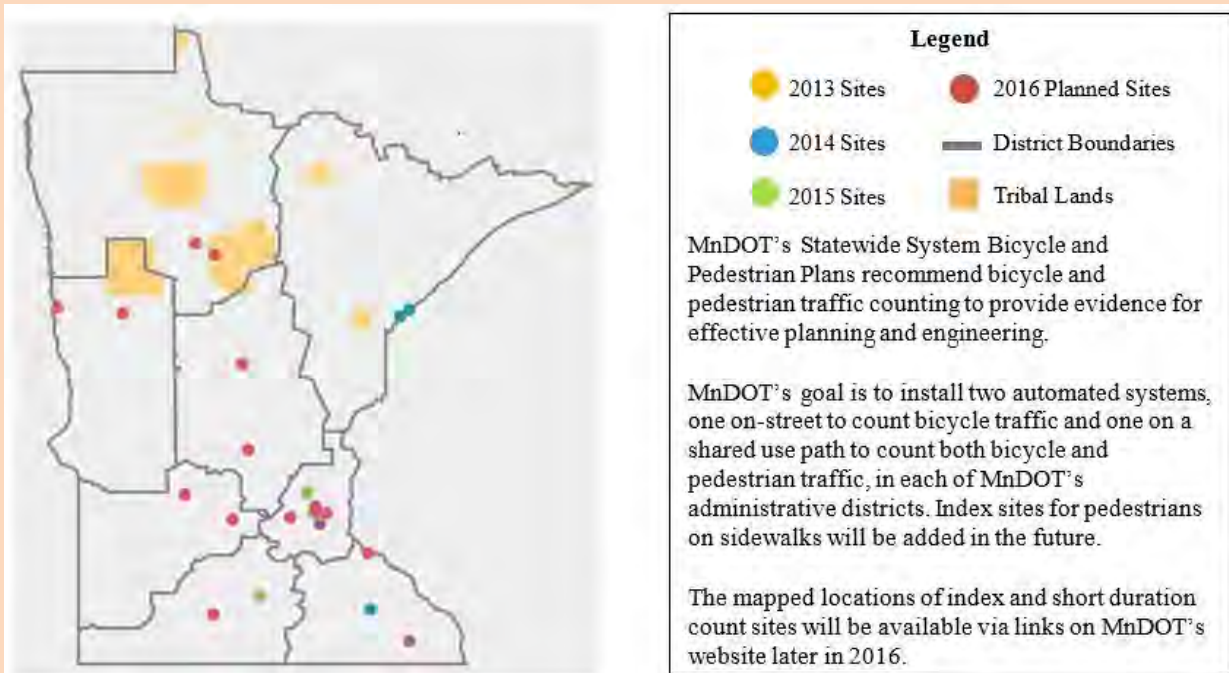 Legend
2013 Sites
2016 Planned Sites
2014 Sites
District Boundaries
2015 Sites
Tribal Lands
MnDOT's Statewide System Bicycle and
Pedestrian Plans recommend bicycle and
pedestrian traffic counting to provide evidence for
effective planning and engineering.
MnDOT's goal is to install two automated systems,
one on-street to count bicycle traffic and one on a
shared use path to count both bicycle and
pedestrian traffic, in each of MnDOT's
administrative districts. Index sites for pedestrians
on sidewalks will be added in the future.
The mapped locations of index and short duration
count sites will be available via links on MnDOT's
website later in 2016.